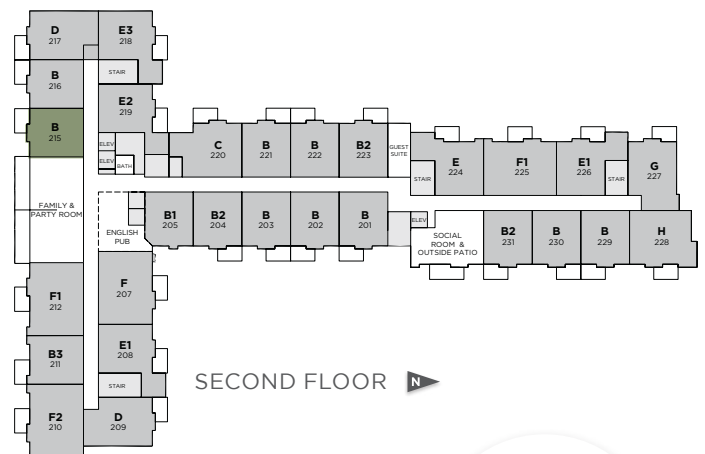 D
217
E3
218
STAIR
B
216
E2
219
B
215
ELEV
ELEV
BATH
C
220
B
221
B
222
B2
223
GUEST
SUITE
E
224
F1
225
E1
226
G
227
STAIR
STAIR
FAMILY &
PARTY ROOM
ENGLISH
PUB
B1
205
B2
204
B
203
B
202
B
201
ELEV
SOCIAL
ROOM &
OUTSIDE PATIO
B2
231
B
230
B
229
H
228
F1
212
F
207
B3
211
E1
208
STAIR
F2
210
D
209
SECOND FLOOR
N